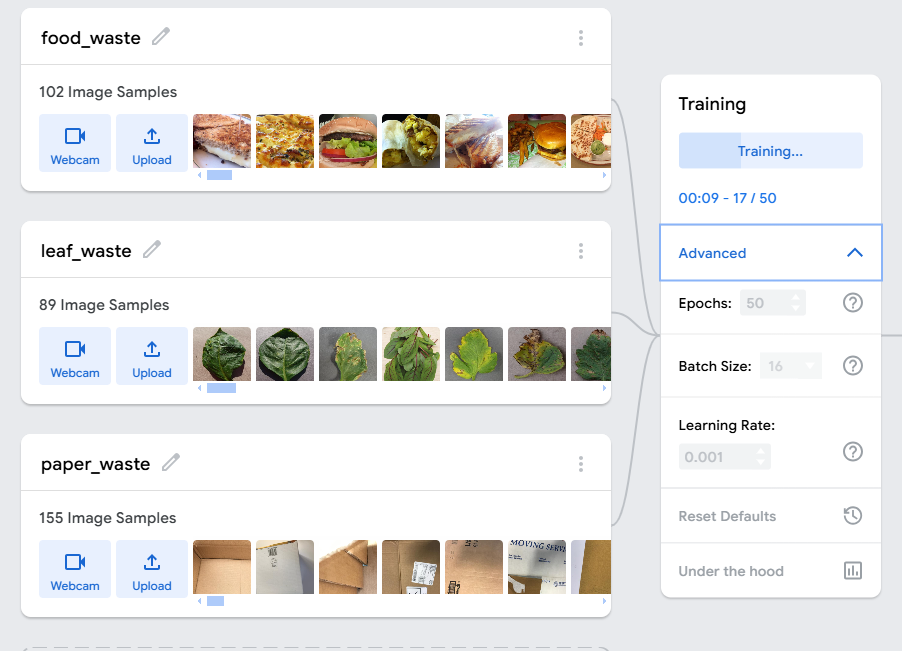 food_waste
102 Image Samples
Webcam
Upload
leaf_waste
89 Image Samples
Webcam
Upload
paper_waste
155 Image Samples
Webcam
Upload
MOVING SERV
Training
Training...
00:09 - 17 / 50
Advanced
Epochs: 50
Batch Size: 16
Learning Rate:
0.001
Reset Defaults
Under the hood